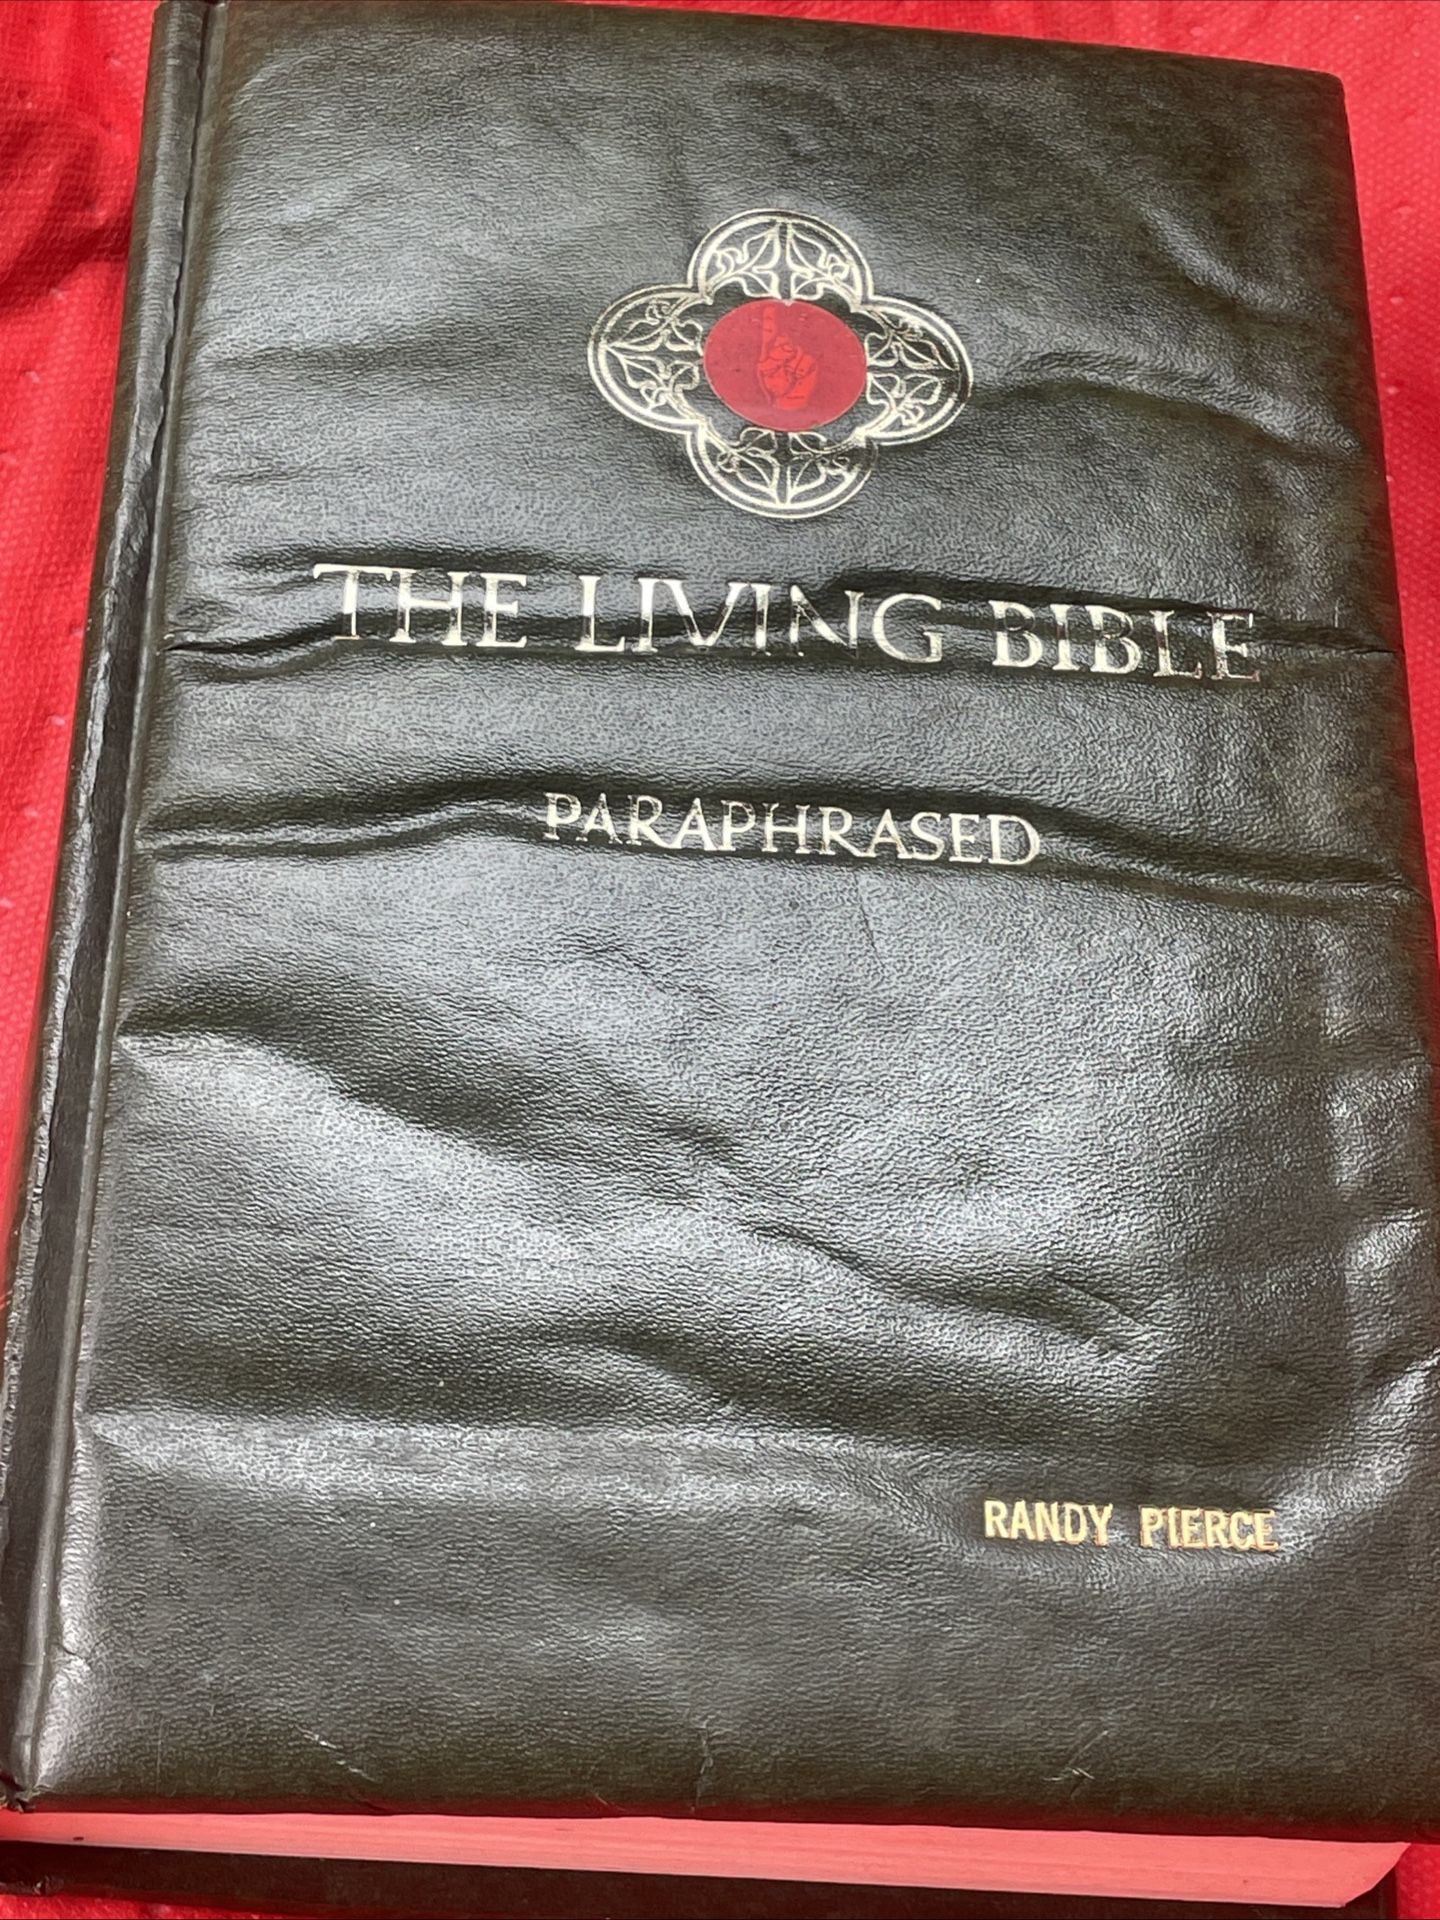 THE LIVING BIBLE
PARAPHRASED
RANDY PIERCE